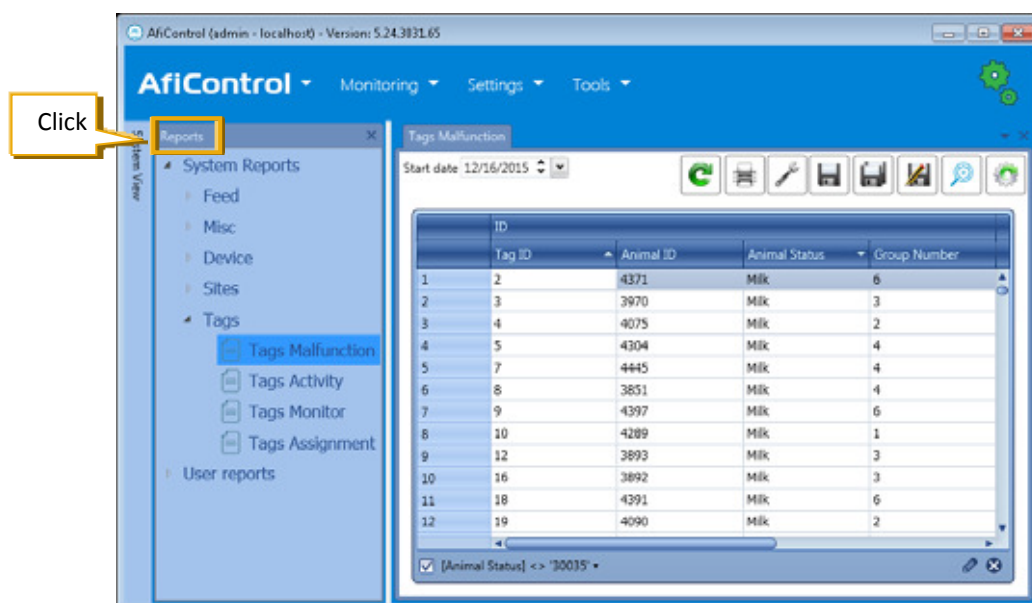 AfiControl (admin - localhost) - Version: 5.24.3031.65
AfiControl Monitoring Settings Tools
Click
System View
Reports
System Reports
Feed
Misc
Device
Sites
Tags
Tags Malfunction
Tags Activity
Tags Monitor
Tags Assignment
User reports
Tags Malfunction
Start date 12/16/2015
ID
Tag ID Animal ID Animal Status Group Number
1 2 4371 Milk 6
2 3 3970 Milk 3
3 4 4075 Milk 2
4 5 4304 Milk 4
5 7 4445 Milk 4
6 8 3851 Milk 4
7 9 4397 Milk 6
8 10 4289 Milk 1
9 12 3893 Milk 3
10 16 3892 Milk 3
11 18 4391 Milk 6
12 19 4090 Milk 2
[Animal Status] <> '30035'